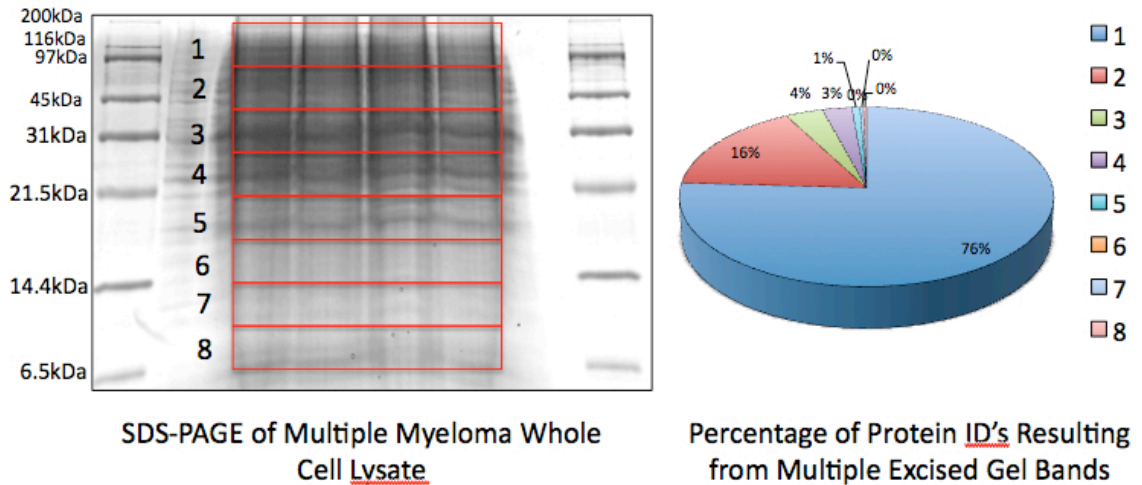 200kDa
116kDa
97kDa
45kDa
31kDa
21.5kDa
14.4kDa
6.5kDa
1
2
3
4
5
6
7
8
SDS-PAGE of Multiple Myeloma Whole
Cell Lysate
76%
16%
4%
3%
1%
0%
0%
0%
1
2
3
4
5
6
7
8
Percentage of Protein ID's Resulting
from Multiple Excised Gel Bands